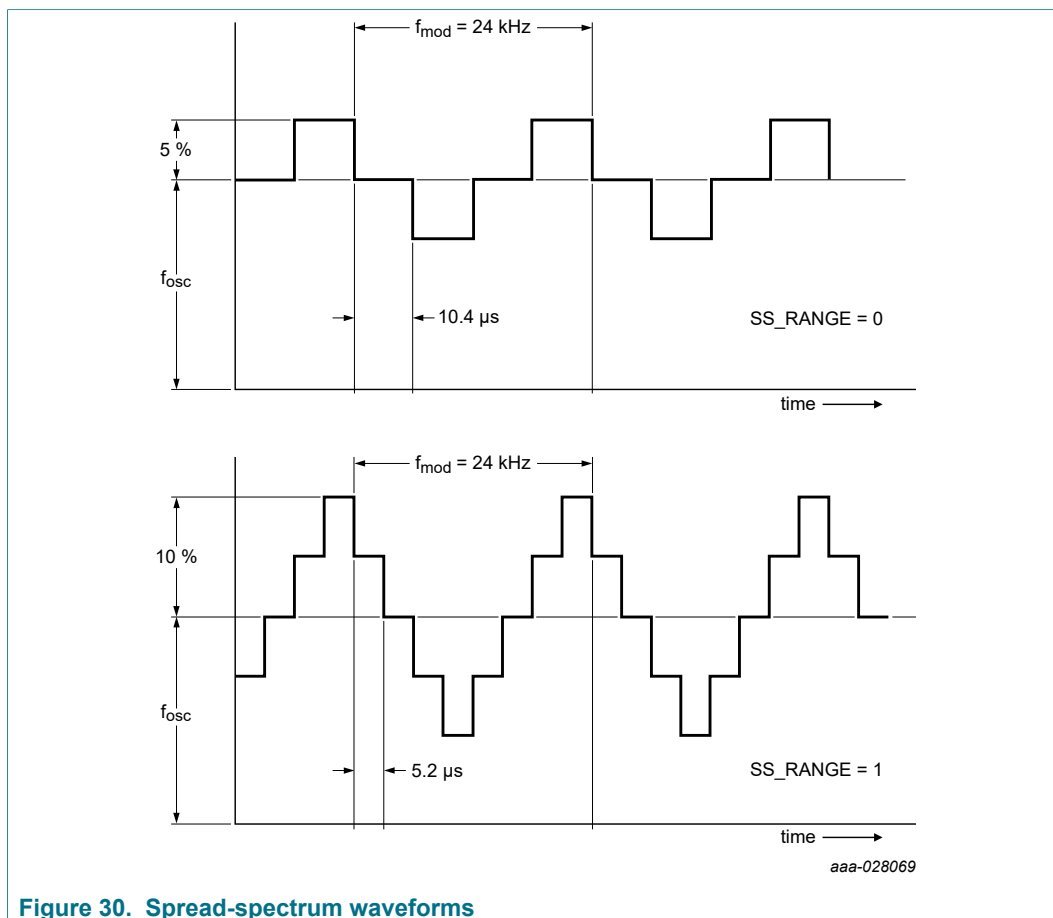 fmod = 24 kHz
5 %
fosc
10.4 µs
SS_RANGE = 0
time
fmod = 24 kHz
10 %
fosc
5.2 µs
SS_RANGE = 1
time
aaa-028069
Figure 30. Spread-spectrum waveforms